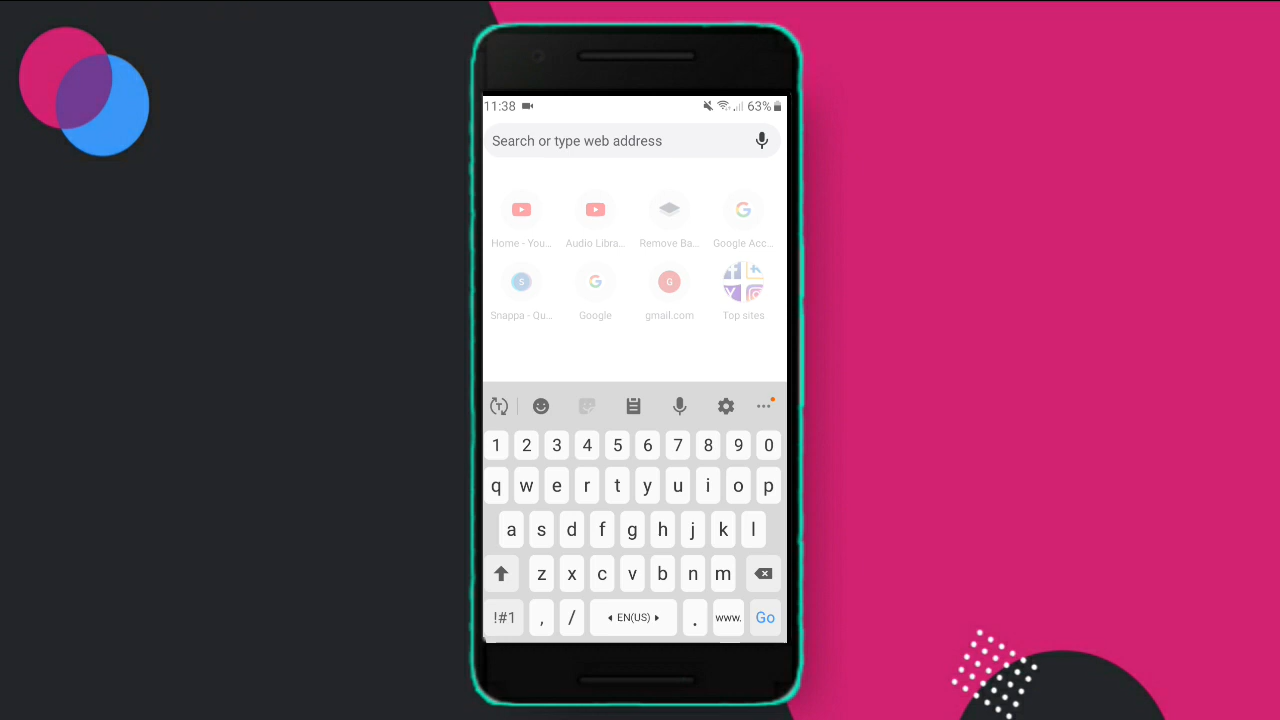 11:38 63%
Search or type web address
Home - You... Audio Libra... Remove Ba... Google Acc...
S G
Snappa - Qu... Google gmail.com Top sites
1 2 3 4 5 6 7 8 9 0
q w e r t y u i o p
a s d f g h j k l
z x c v b n m
!#1 , / EN(US) . www. Go